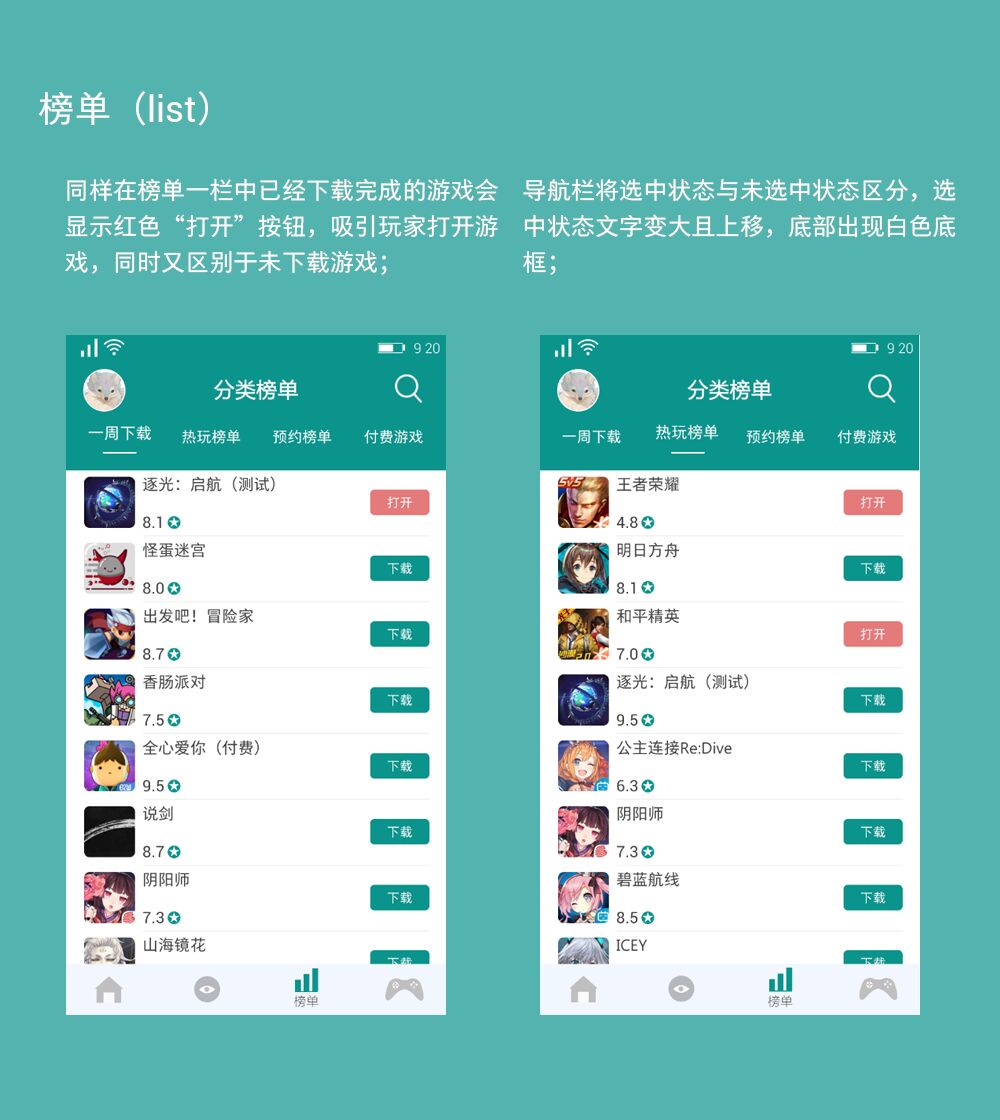 榜单（list）
同样在榜单一栏中已经下载完成的游戏会
显示红色“打开”按钮，吸引玩家打开游
戏，同时又区别于未下载游戏；
导航栏将选中状态与未选中状态区分，选
中状态文字变大且上移，底部出现白色底
框；
9 20
分类榜单
一周下载 热玩榜单 预约榜单 付费游戏
逐光：启航（测试）
打开
8.1
怪蛋迷宫
下载
8.0
出发吧！冒险家
下载
8.7
香肠派对
下载
7.5
全心爱你（付费）
下载
9.5
说剑
下载
8.7
阴阳师
下载
7.3
山海镜花
下载
榜单
9 20
分类榜单
一周下载 热玩榜单 预约榜单 付费游戏
5V5
王者荣耀
打开
4.8
明日方舟
下载
8.1
和平精英
打开
7.0
逐光：启航（测试）
下载
9.5
公主连接Re:Dive
下载
6.3
阴阳师
下载
7.3
碧蓝航线
下载
8.5
ICEY
下载
榜单